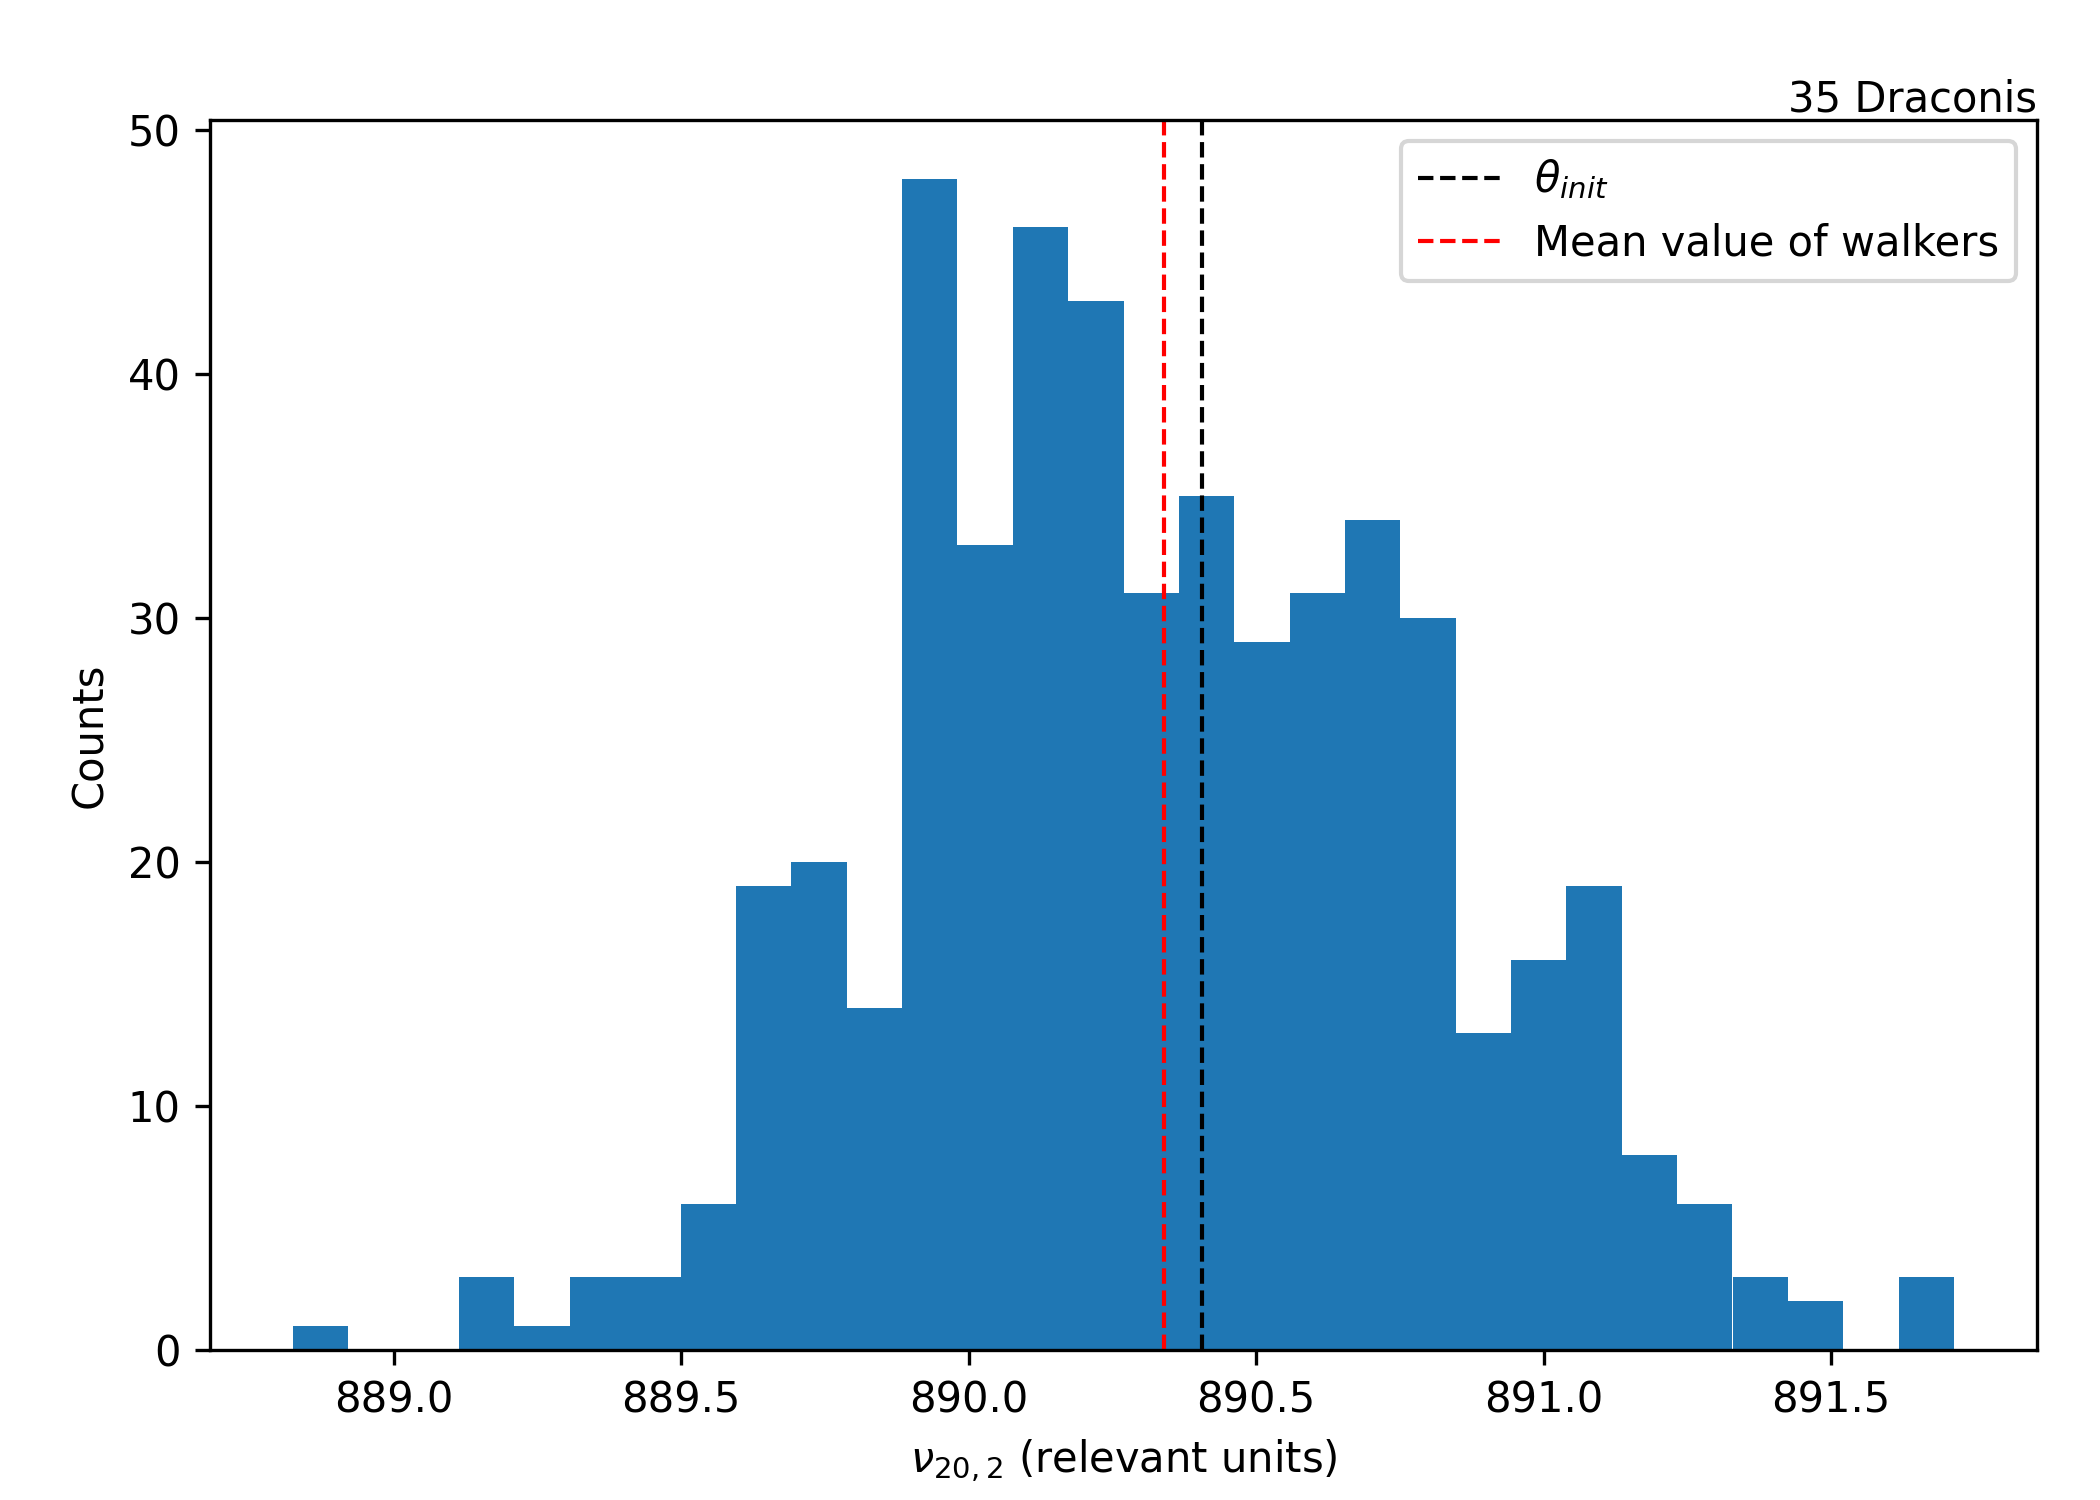 35 Draconis
50
40
30
20
10
0
Counts
θinit
Mean value of walkers
889.0 889.5 890.0 890.5 891.0 891.5
ν20, 2 (relevant units)